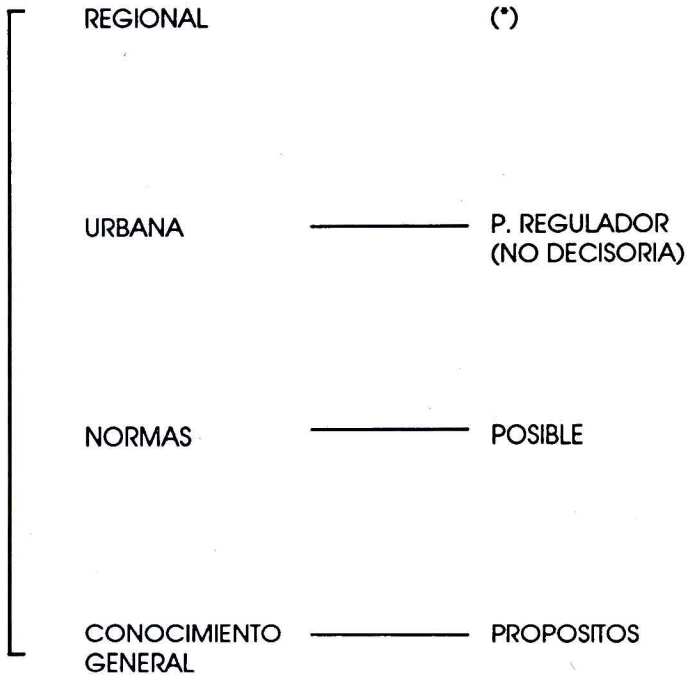 REGIONAL (*)
URBANA P. REGULADOR
(NO DECISORIA)
NORMAS POSIBLE
CONOCIMIENTO PROPOSITOS
GENERAL